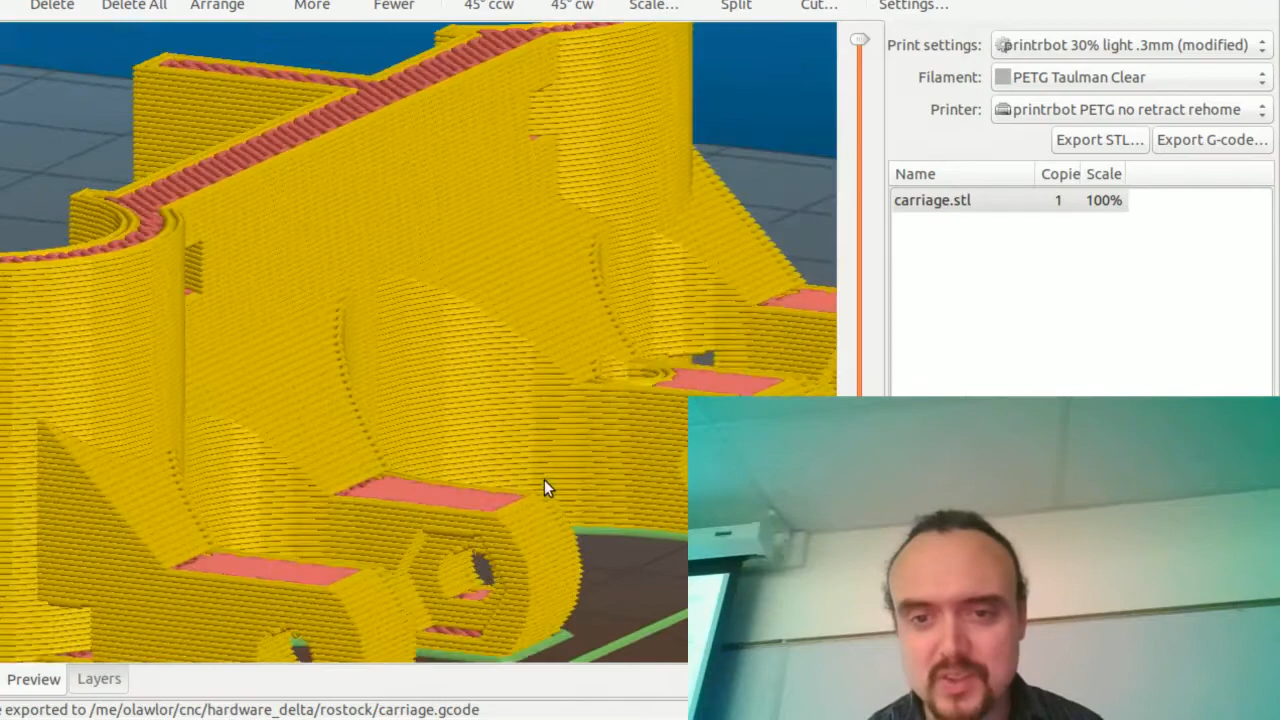 Delete Delete All Arrange More Fewer 45° ccw 45° cw Scale... Split Cut... Settings...
Print settings: printrbot 30% light .3mm (modified)
Filament: PETG Taulman Clear
Printer: printrbot PETG no retract rehome
Export STL... Export G-code...
Name Copie Scale
carriage.stl 1 100%
Preview Layers
exported to /me/olawlor/cnc/hardware_delta/rostock/carriage.gcode